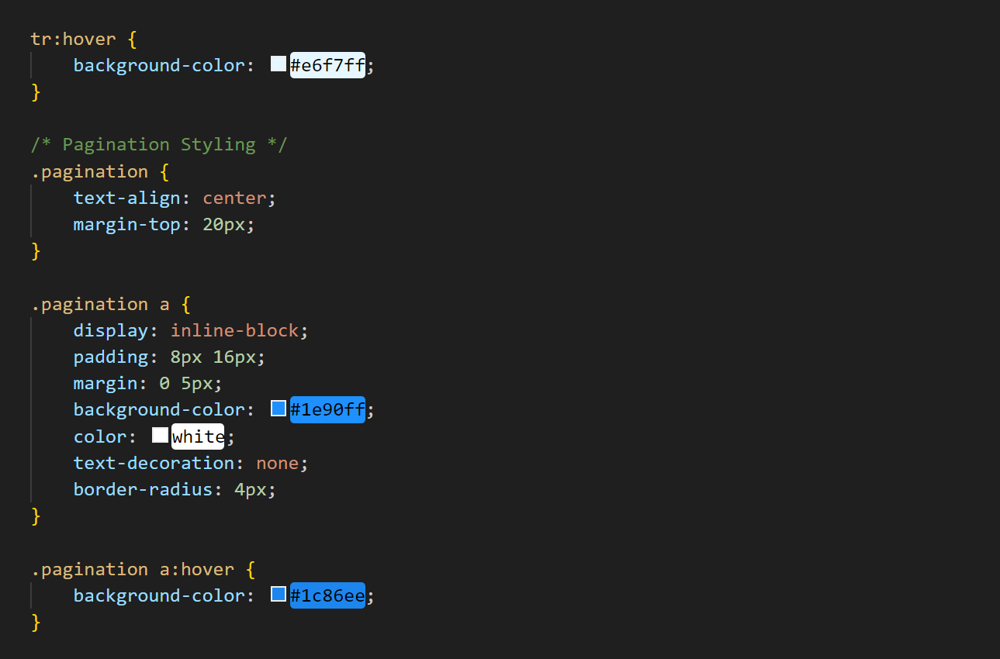 tr:hover {
    background-color: #e6f7ff;
}

/* Pagination Styling */
.pagination {
    text-align: center;
    margin-top: 20px;
}

.pagination a {
    display: inline-block;
    padding: 8px 16px;
    margin: 0 5px;
    background-color: #1e90ff;
    color: white;
    text-decoration: none;
    border-radius: 4px;
}

.pagination a:hover {
    background-color: #1c86ee;
}